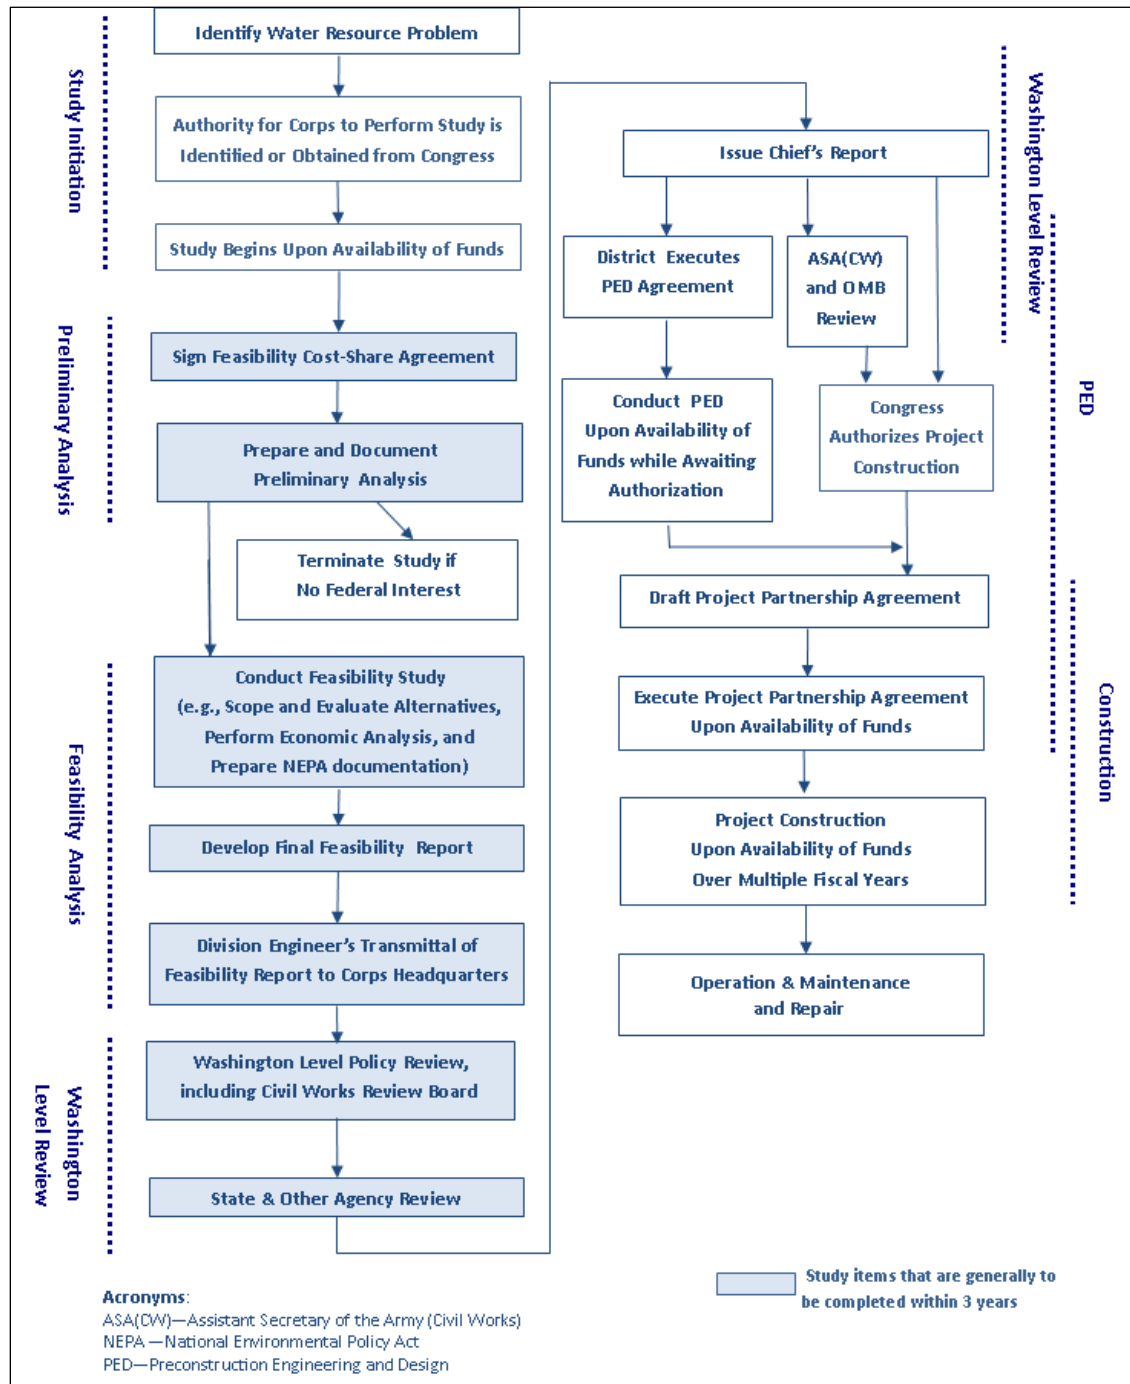 Identify Water Resource Problem
Study Initiation
Authority for Corps to Perform Study is
Identified or Obtained from Congress
Study Begins Upon Availability of Funds
Preliminary Analysis
Sign Feasibility Cost-Share Agreement
Prepare and Document
Preliminary Analysis
Terminate Study if
No Federal Interest
Feasibility Analysis
Conduct Feasibility Study
(e.g., Scope and Evaluate Alternatives,
Perform Economic Analysis, and
Prepare NEPA documentation)
Develop Final Feasibility Report
Division Engineer's Transmittal of
Feasibility Report to Corps Headquarters
Washington
Level Review
Washington Level Policy Review,
including Civil Works Review Board
State & Other Agency Review
Washington Level Review
Issue Chief's Report
District Executes
PED Agreement
ASA(CW)
and OMB
Review
PED
Conduct PED
Upon Availability of
Funds while Awaiting
Authorization
Congress
Authorizes Project
Construction
Draft Project Partnership Agreement
Construction
Execute Project Partnership Agreement
Upon Availability of Funds
Project Construction
Upon Availability of Funds
Over Multiple Fiscal Years
Operation & Maintenance
and Repair
Study items that are generally to
be completed within 3 years
Acronyms:
ASA(CW)—Assistant Secretary of the Army (Civil Works)
NEPA —National Environmental Policy Act
PED—Preconstruction Engineering and Design